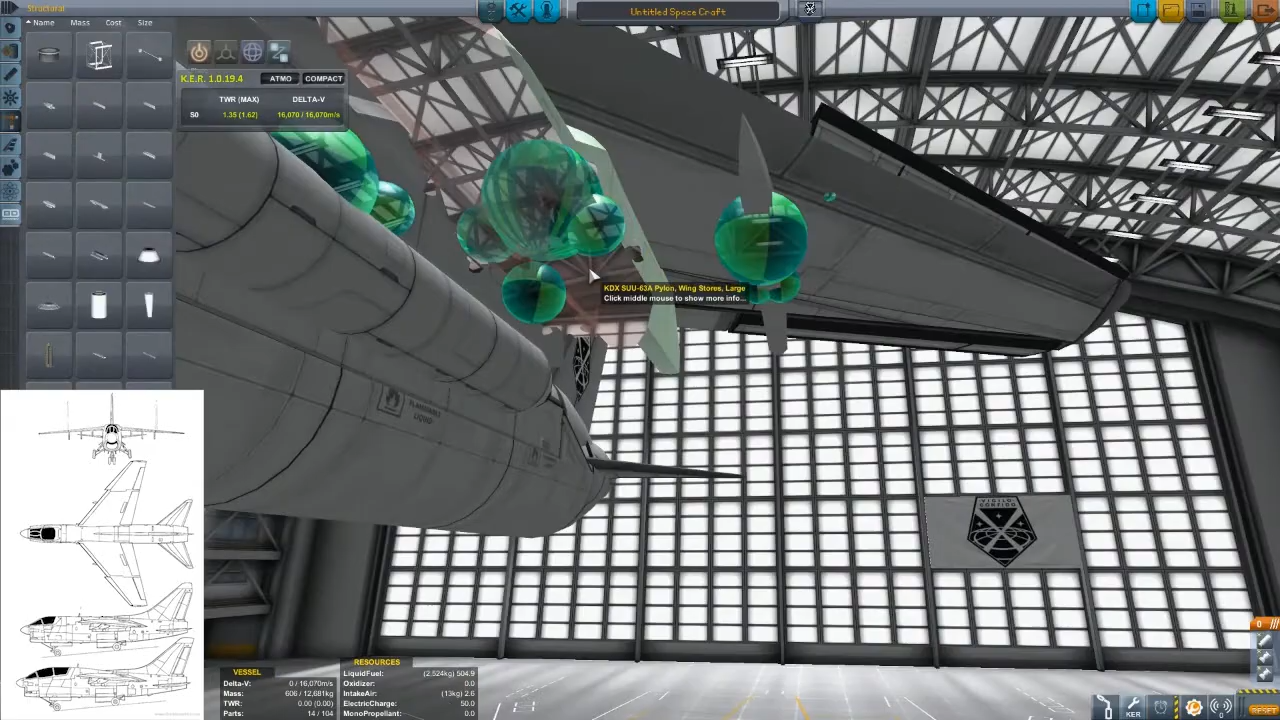 Structural
Name Mass Cost Size
Untitled Space Craft
K.E.R. 1.0.19.4 ATMO COMPACT
TWR (MAX) DELTA-V
S0 1.35 (1.62) 16,070 / 16,070m/s
KDX SUU-63A Pylon, Wing Stores, Large
Click middle mouse to show more info...
FLAMMABLE
LIQUID
VESSEL
Delta-V: 0 / 16,070m/s
Mass: 606 / 12,681kg
TWR: 0.00 (0.00)
Parts: 14 / 104
RESOURCES
LiquidFuel: (2,524kg) 504.9
Oxidizer: 0.0
IntakeAir: (13kg) 2.6
ElectricCharge: 50.0
MonoPropellant: 0.0
0
KER
0
RESET